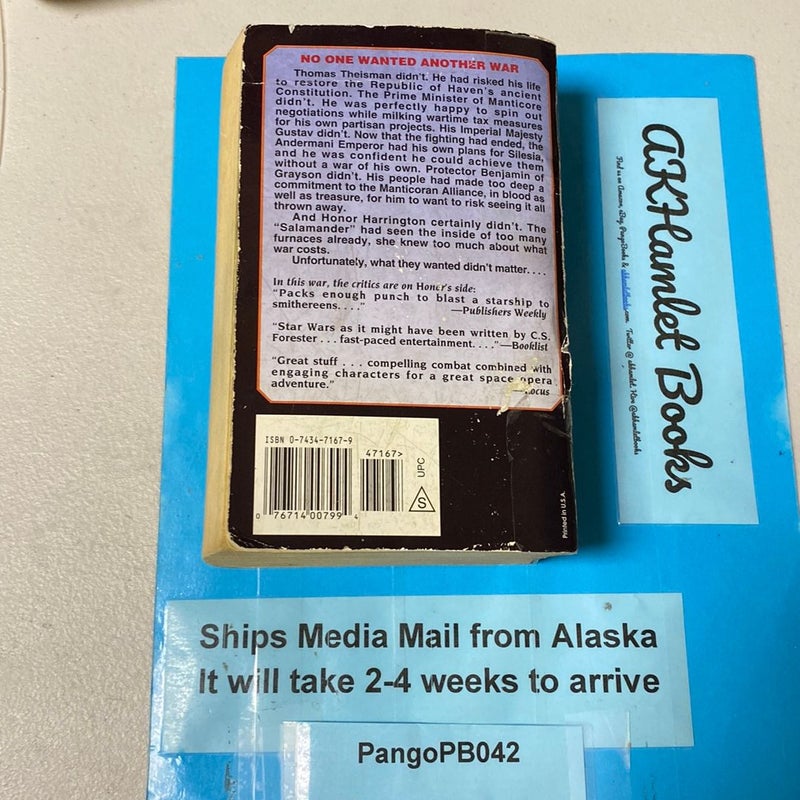 NO ONE WANTED ANOTHER WAR
Thomas Theisman didn't. He had risked his life
to restore the Republic of Haven's ancient
Constitution. The Prime Minister of Manticore
didn't. He was perfectly happy to spin out
negotiations while milking wartime tax measures
for his own partisan projects. His Imperial Majesty
Gustav didn't. Now that the fighting had ended, the
Andermani Emperor had his own plans for Silesia,
and he was confident he could achieve them
without a war of his own. Protector Benjamin of
Grayson didn't. His people had made too deep a
commitment to the Manticoran Alliance, in blood as
well as treasure, for him to want to risk seeing it all
thrown away.
And Honor Harrington certainly didn't. The
"Salamander" had seen the inside of too many
furnaces already, she knew too much about what
war costs.
Unfortunately, what they wanted didn't matter. . . .
In this war, the critics are on Honor's side:
"Packs enough punch to blast a starship to
smithereens. . . ." —Publishers Weekly
"Star Wars as it might have been written by C.S.
Forester . . . fast-paced entertainment. . . ."—Booklist
"Great stuff . . . compelling combat combined with
engaging characters for a great space opera
adventure." —Locus
ISBN 0-7434-7167-9
47167>
UPC
S
0 76714 00799 4
Printed in U.S.A.
AKHamlet Books
Find us on Amazon, eBay, PangoBooks & akhamletbooks.com
Twitter @ akhamlet
@akhamletbooks
Ships Media Mail from Alaska
It will take 2-4 weeks to arrive
PangoPB042